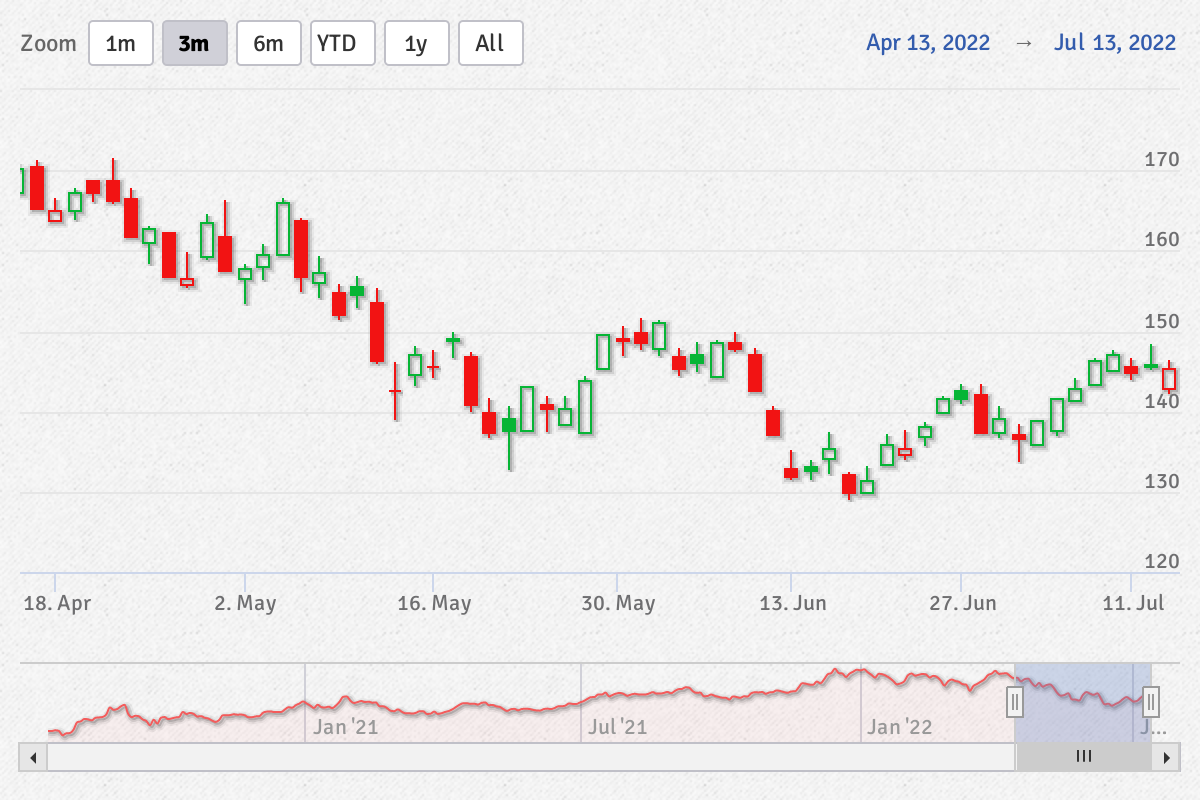 Zoom 1m 3m 6m YTD 1y All Apr 13, 2022 → Jul 13, 2022
170
160
150
140
130
120
18. Apr 2. May 16. May 30. May 13. Jun 27. Jun 11. Jul
Jan '21 Jul '21 Jan '22 J...